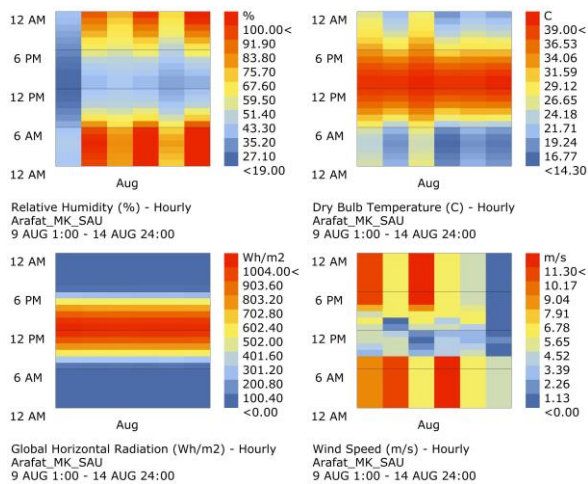 12 AM
6 PM
12 PM
6 AM
12 AM
Aug
%
100.00<
91.90
83.80
75.70
67.60
59.50
51.40
43.30
35.20
27.10
<19.00
Relative Humidity (%) - Hourly
Arafat_MK_SAU
9 AUG 1:00 - 14 AUG 24:00
12 AM
6 PM
12 PM
6 AM
12 AM
Aug
C
39.00<
36.53
34.06
31.59
29.12
26.65
24.18
21.71
19.24
16.77
<14.30
Dry Bulb Temperature (C) - Hourly
Arafat_MK_SAU
9 AUG 1:00 - 14 AUG 24:00
12 AM
6 PM
12 PM
6 AM
12 AM
Aug
Wh/m2
1004.00<
903.60
803.20
702.80
602.40
502.00
401.60
301.20
200.80
100.40
<0.00
Global Horizontal Radiation (Wh/m2) - Hourly
Arafat_MK_SAU
9 AUG 1:00 - 14 AUG 24:00
12 AM
6 PM
12 PM
6 AM
12 AM
Aug
m/s
11.30<
10.17
9.04
7.91
6.78
5.65
4.52
3.39
2.26
1.13
<0.00
Wind Speed (m/s) - Hourly
Arafat_MK_SAU
9 AUG 1:00 - 14 AUG 24:00